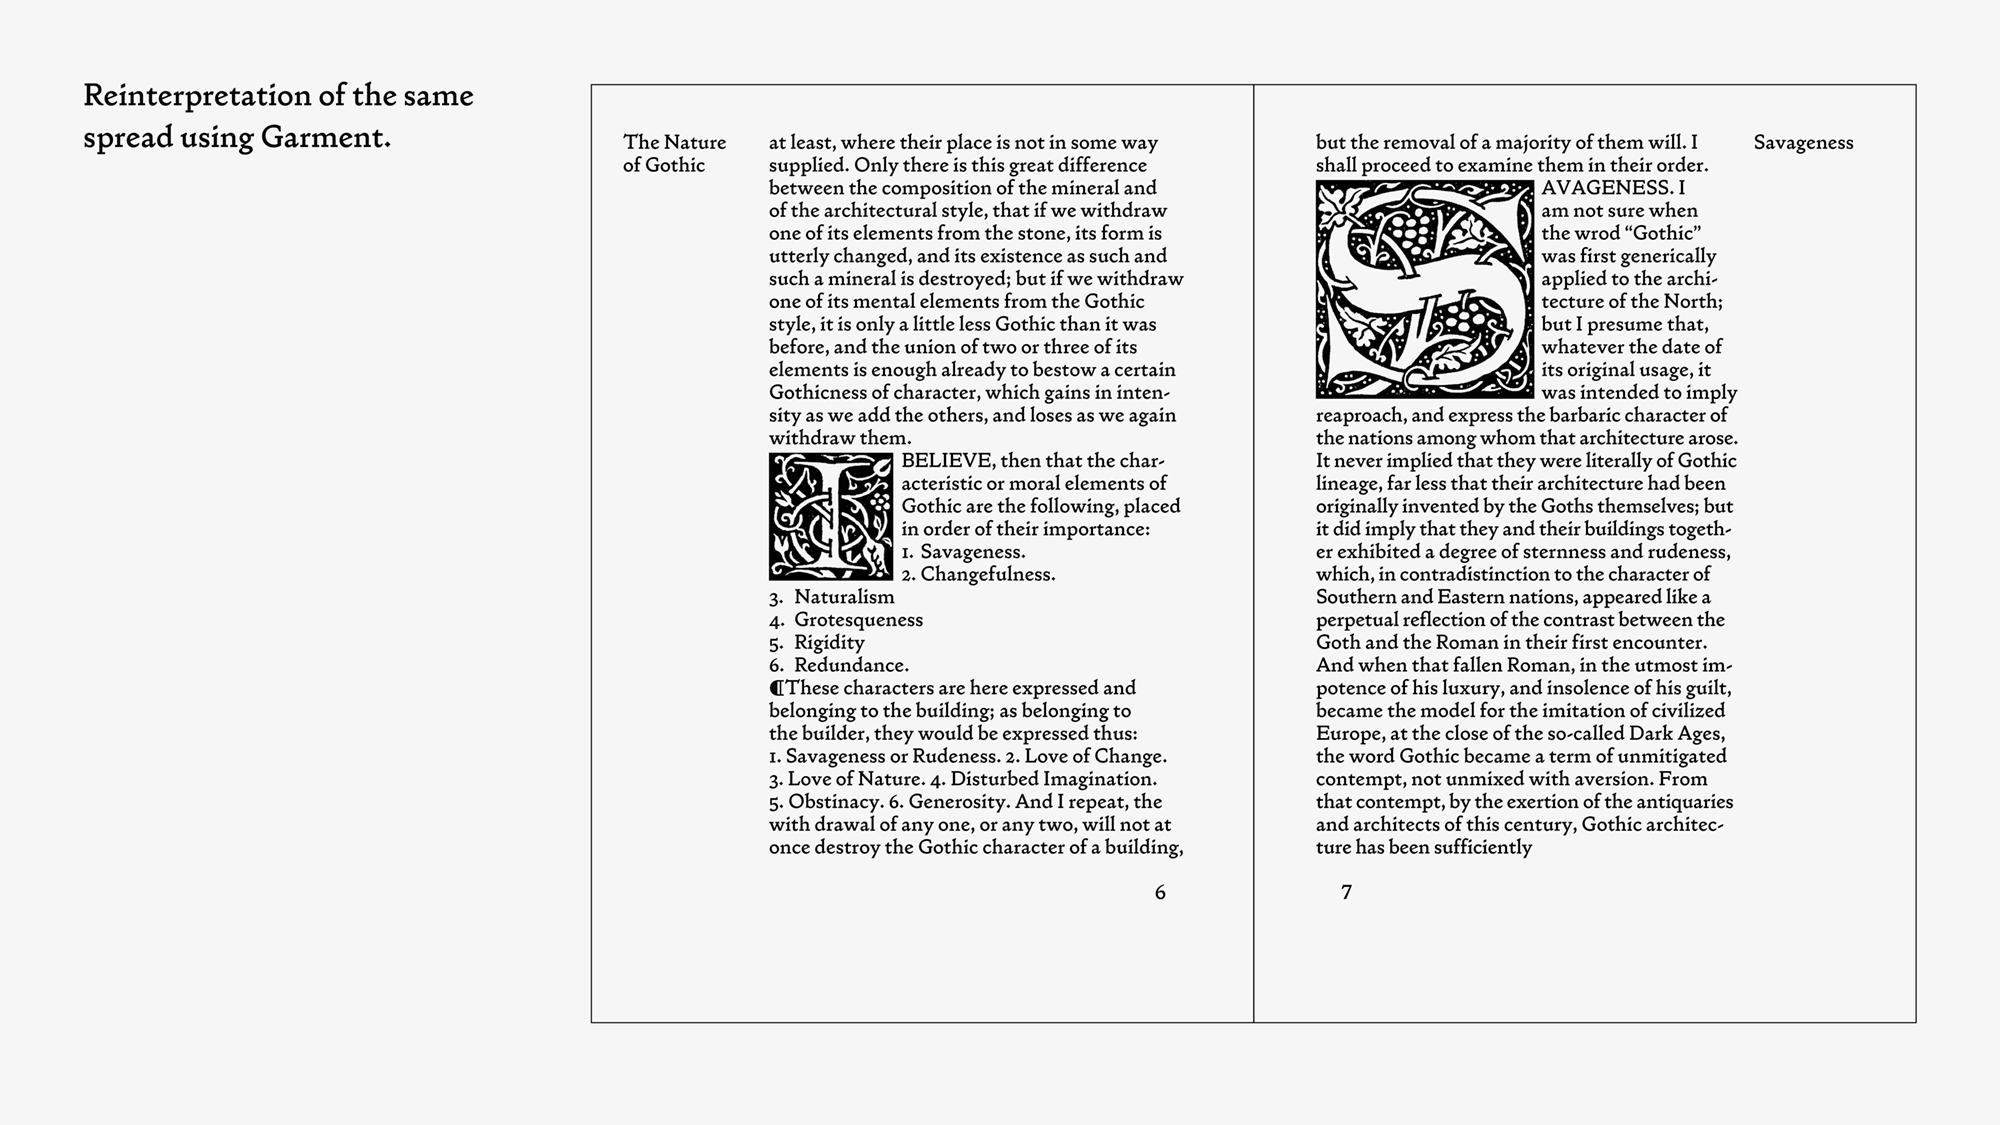 Reinterpretation of the same
spread using Garment.
The Nature
of Gothic
at least, where their place is not in some way
supplied. Only there is this great difference
between the composition of the mineral and
of the architectural style, that if we withdraw
one of its elements from the stone, its form is
utterly changed, and its existence as such and
such a mineral is destroyed; but if we withdraw
one of its mental elements from the Gothic
style, it is only a little less Gothic than it was
before, and the union of two or three of its
elements is enough already to bestow a certain
Gothicness of character, which gains in inten-
sity as we add the others, and loses as we again
withdraw them.
I BELIEVE, then that the char-
acteristic or moral elements of
Gothic are the following, placed
in order of their importance:
1. Savageness.
2. Changefulness.
3. Naturalism
4. Grotesqueness
5. Rigidity
6. Redundance.
¶These characters are here expressed and
belonging to the building; as belonging to
the builder, they would be expressed thus:
1. Savageness or Rudeness. 2. Love of Change.
3. Love of Nature. 4. Disturbed Imagination.
5. Obstinacy. 6. Generosity. And I repeat, the
with drawal of any one, or any two, will not at
once destroy the Gothic character of a building,
6
but the removal of a majority of them will. I
shall proceed to examine them in their order.
SAVAGENESS. I
am not sure when
the wrod “Gothic”
was first generically
applied to the archi-
tecture of the North;
but I presume that,
whatever the date of
its original usage, it
was intended to imply
reaproach, and express the barbaric character of
the nations among whom that architecture arose.
It never implied that they were literally of Gothic
lineage, far less that their architecture had been
originally invented by the Goths themselves; but
it did imply that they and their buildings togeth-
er exhibited a degree of sternness and rudeness,
which, in contradistinction to the character of
Southern and Eastern nations, appeared like a
perpetual reflection of the contrast between the
Goth and the Roman in their first encounter.
And when that fallen Roman, in the utmost im-
potence of his luxury, and insolence of his guilt,
became the model for the imitation of civilized
Europe, at the close of the so-called Dark Ages,
the word Gothic became a term of unmitigated
contempt, not unmixed with aversion. From
that contempt, by the exertion of the antiquaries
and architects of this century, Gothic architec-
ture has been sufficiently
7
Savageness